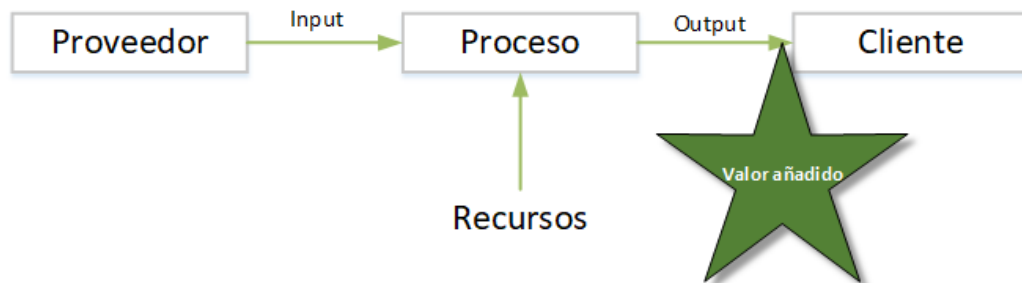 Input
Output
Proveedor
Proceso
Cliente
Valor añadido
Recursos